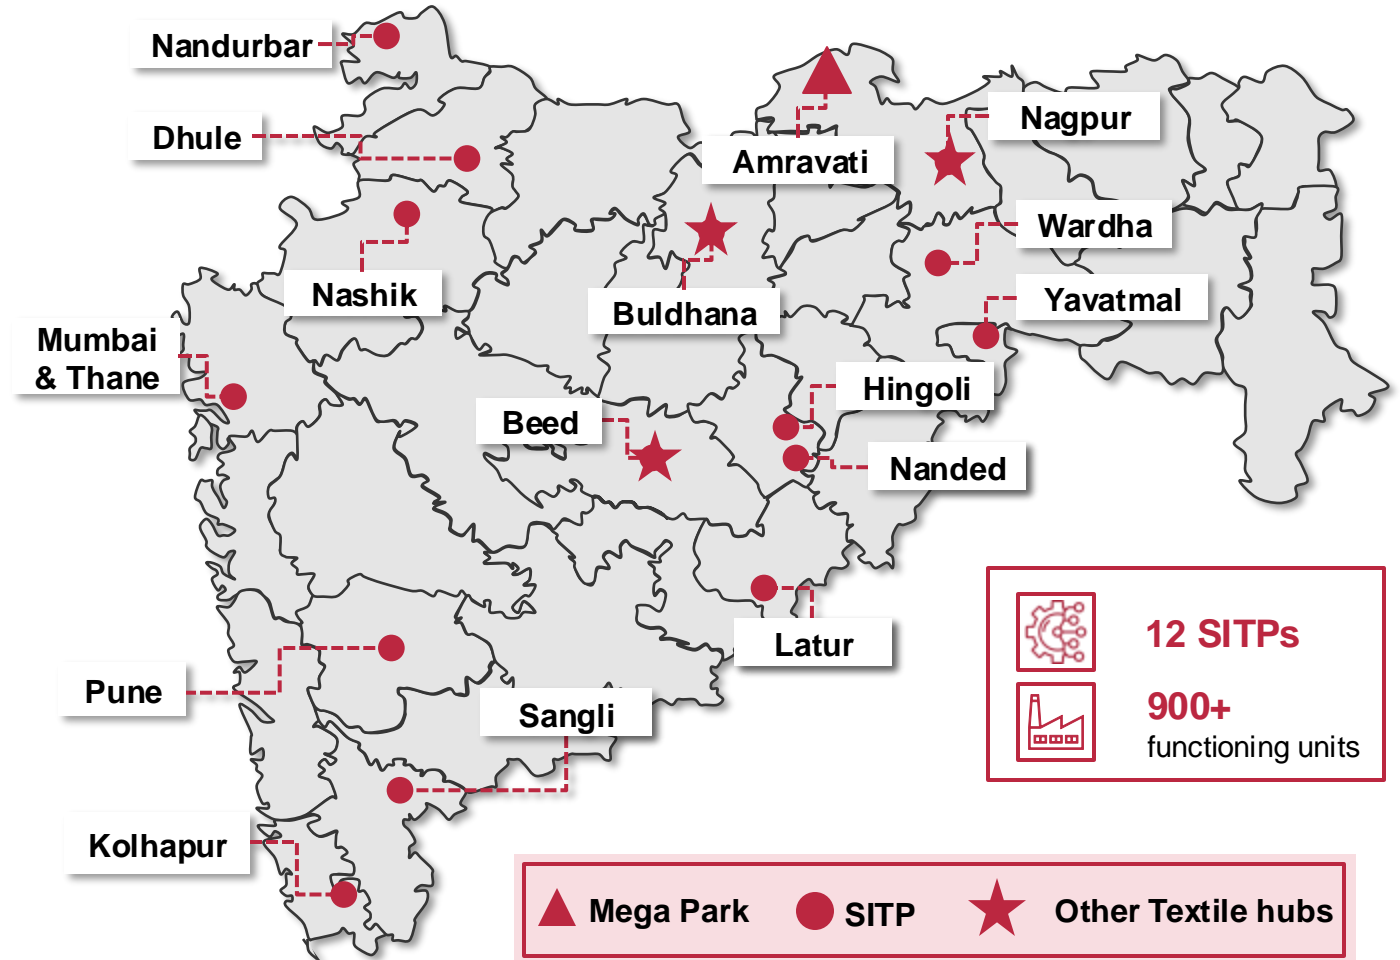 Nandurbar
Dhule
Nashik
Mumbai
& Thane
Amravati
Nagpur
Wardha
Buldhana
Yavatmal
Hingoli
Beed
Nanded
Latur
Pune
Sangli
Kolhapur
12 SITPs
900+
functioning units
Mega Park
SITP
Other Textile hubs